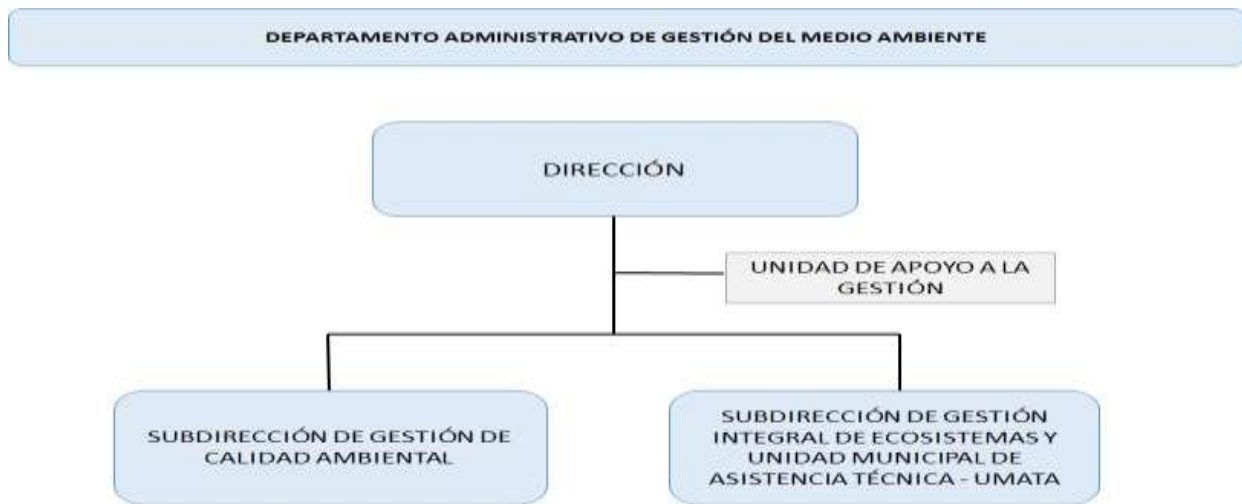 DEPARTAMENTO ADMINISTRATIVO DE GESTIÓN DEL MEDIO AMBIENTE
DIRECCIÓN
UNIDAD DE APOYO A LA
GESTIÓN
SUBDIRECCIÓN DE GESTIÓN DE
CALIDAD AMBIENTAL
SUBDIRECCIÓN DE GESTIÓN
INTEGRAL DE ECOSISTEMAS Y
UNIDAD MUNICIPAL DE
ASISTENCIA TÉCNICA - UMATA